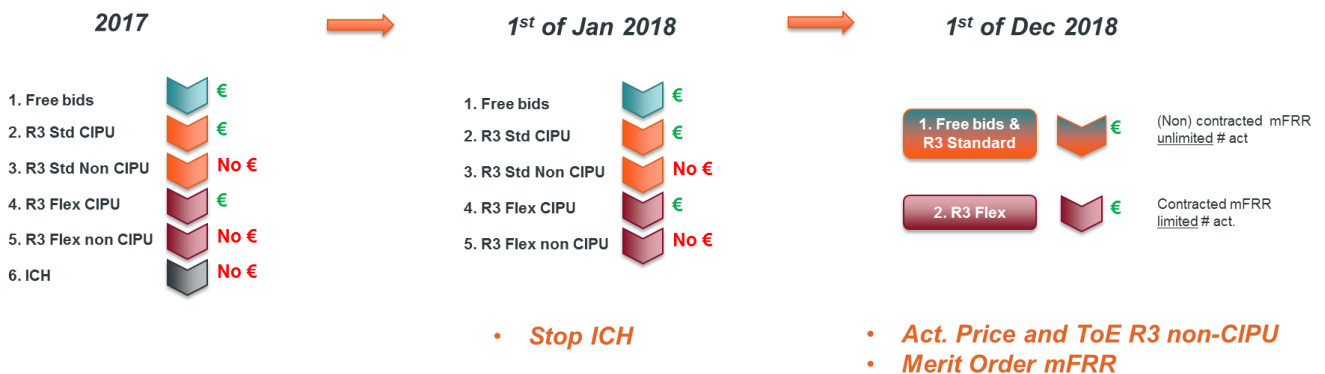 2017
1. Free bids €
2. R3 Std CIPU €
3. R3 Std Non CIPU No €
4. R3 Flex CIPU €
5. R3 Flex non CIPU No €
6. ICH No €
1st of Jan 2018
1. Free bids €
2. R3 Std CIPU €
3. R3 Std Non CIPU No €
4. R3 Flex CIPU €
5. R3 Flex non CIPU No €
• Stop ICH
1st of Dec 2018
1. Free bids &
R3 Standard
€
(Non) contracted mFRR
unlimited # act
2. R3 Flex
€
Contracted mFRR
limited # act.
• Act. Price and ToE R3 non-CIPU
• Merit Order mFRR